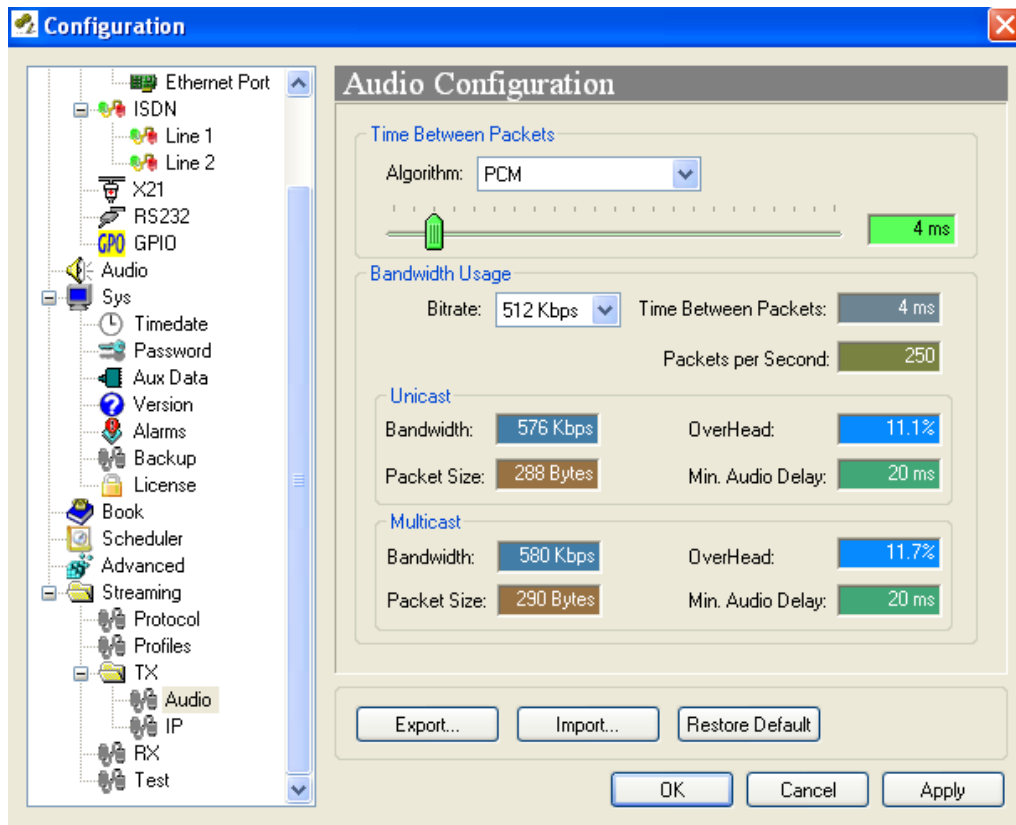 Configuration
Ethernet Port
ISDN
Line 1
Line 2
X21
RS232
GPO GPIO
Audio
Sys
Timedate
Password
Aux Data
Version
Alarms
Backup
License
Book
Scheduler
Advanced
Streaming
Protocol
Profiles
TX
Audio
IP
RX
Test
Audio Configuration
Time Between Packets
Algorithm: PCM
4 ms
Bandwidth Usage
Bitrate: 512 Kbps Time Between Packets: 4 ms
Packets per Second: 250
Unicast
Bandwidth: 576 Kbps OverHead: 11.1%
Packet Size: 288 Bytes Min. Audio Delay: 20 ms
Multicast
Bandwidth: 580 Kbps OverHead: 11.7%
Packet Size: 290 Bytes Min. Audio Delay: 20 ms
Export... Import... Restore Default
OK Cancel Apply